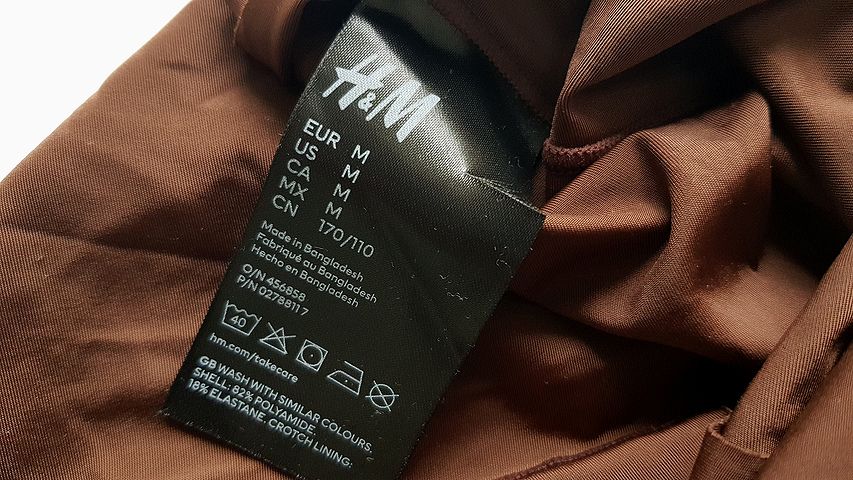 H&M
EUR M
US M
CA M
MX M
CN 170/110
Made in Bangladesh
Fabriqué au Bangladesh
Hecho en Bangladesh
O/N 456858
P/N 02788117
40
hm.com/takecare
GB WASH WITH SIMILAR COLOURS.
SHELL: 82% POLYAMIDE.
18% ELASTANE: CROTCH LINING: